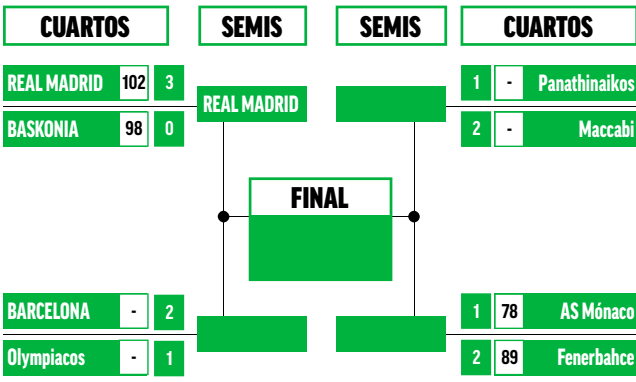 CUARTOS SEMIS SEMIS CUARTOS
REAL MADRID 102 3
BASKONIA 98 0
REAL MADRID
1 - Panathinaikos
2 - Maccabi
FINAL
BARCELONA - 2
Olympiacos - 1
1 78 AS Mónaco
2 89 Fenerbahce